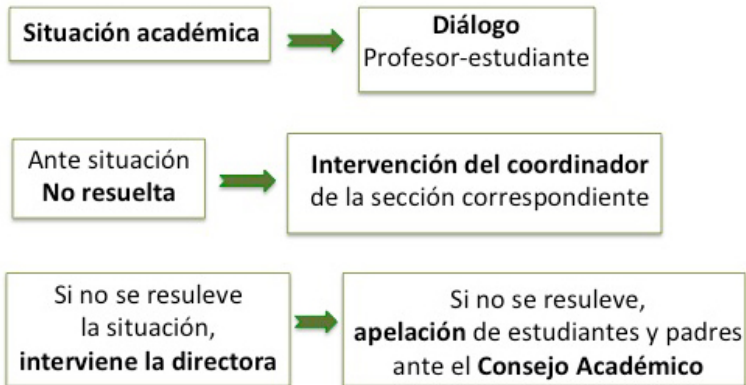 Situación académica
Diálogo
Profesor-estudiante
Ante situación
No resuelta
Intervención del coordinador
de la sección correspondiente
Si no se resuleve
la situación,
interviene la directora
Si no se resuleve,
apelación de estudiantes y padres
ante el Consejo Académico